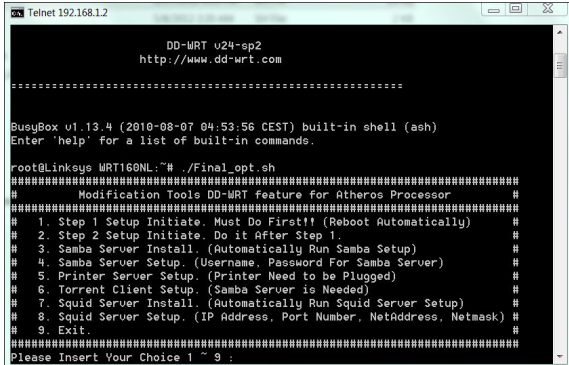 Telnet 192.168.1.2
DD-WRT v24-sp2
http://www.dd-wrt.com
----------------------------------------------------------
BusyBox v1.13.4 (2010-08-07 04:53:56 CEST) built-in shell (ash)
Enter 'help' for a list of built-in commands.
root@Linksys WRT160NL:~# ./Final_opt.sh
##########################################################
# Modification Tools DD-WRT feature for Atheros Processor #
##########################################################
# 1. Step 1 Setup Initiate. Must Do First!! (Reboot Automatically) #
# 2. Step 2 Setup Initiate. Do it After Step 1. #
# 3. Samba Server Install. (Automatically Run Samba Setup) #
# 4. Samba Server Setup. (Username, Password For Samba Server) #
# 5. Printer Server Setup. (Printer Need to be Plugged) #
# 6. Torrent Client Setup. (Samba Server is Needed) #
# 7. Squid Server Install. (Automatically Run Squid Server Setup) #
# 8. Squid Server Setup. (IP Address, Port Number, NetAddress, Netmask) #
# 9. Exit. #
##########################################################
Please Insert Your Choice 1 ~ 9 :